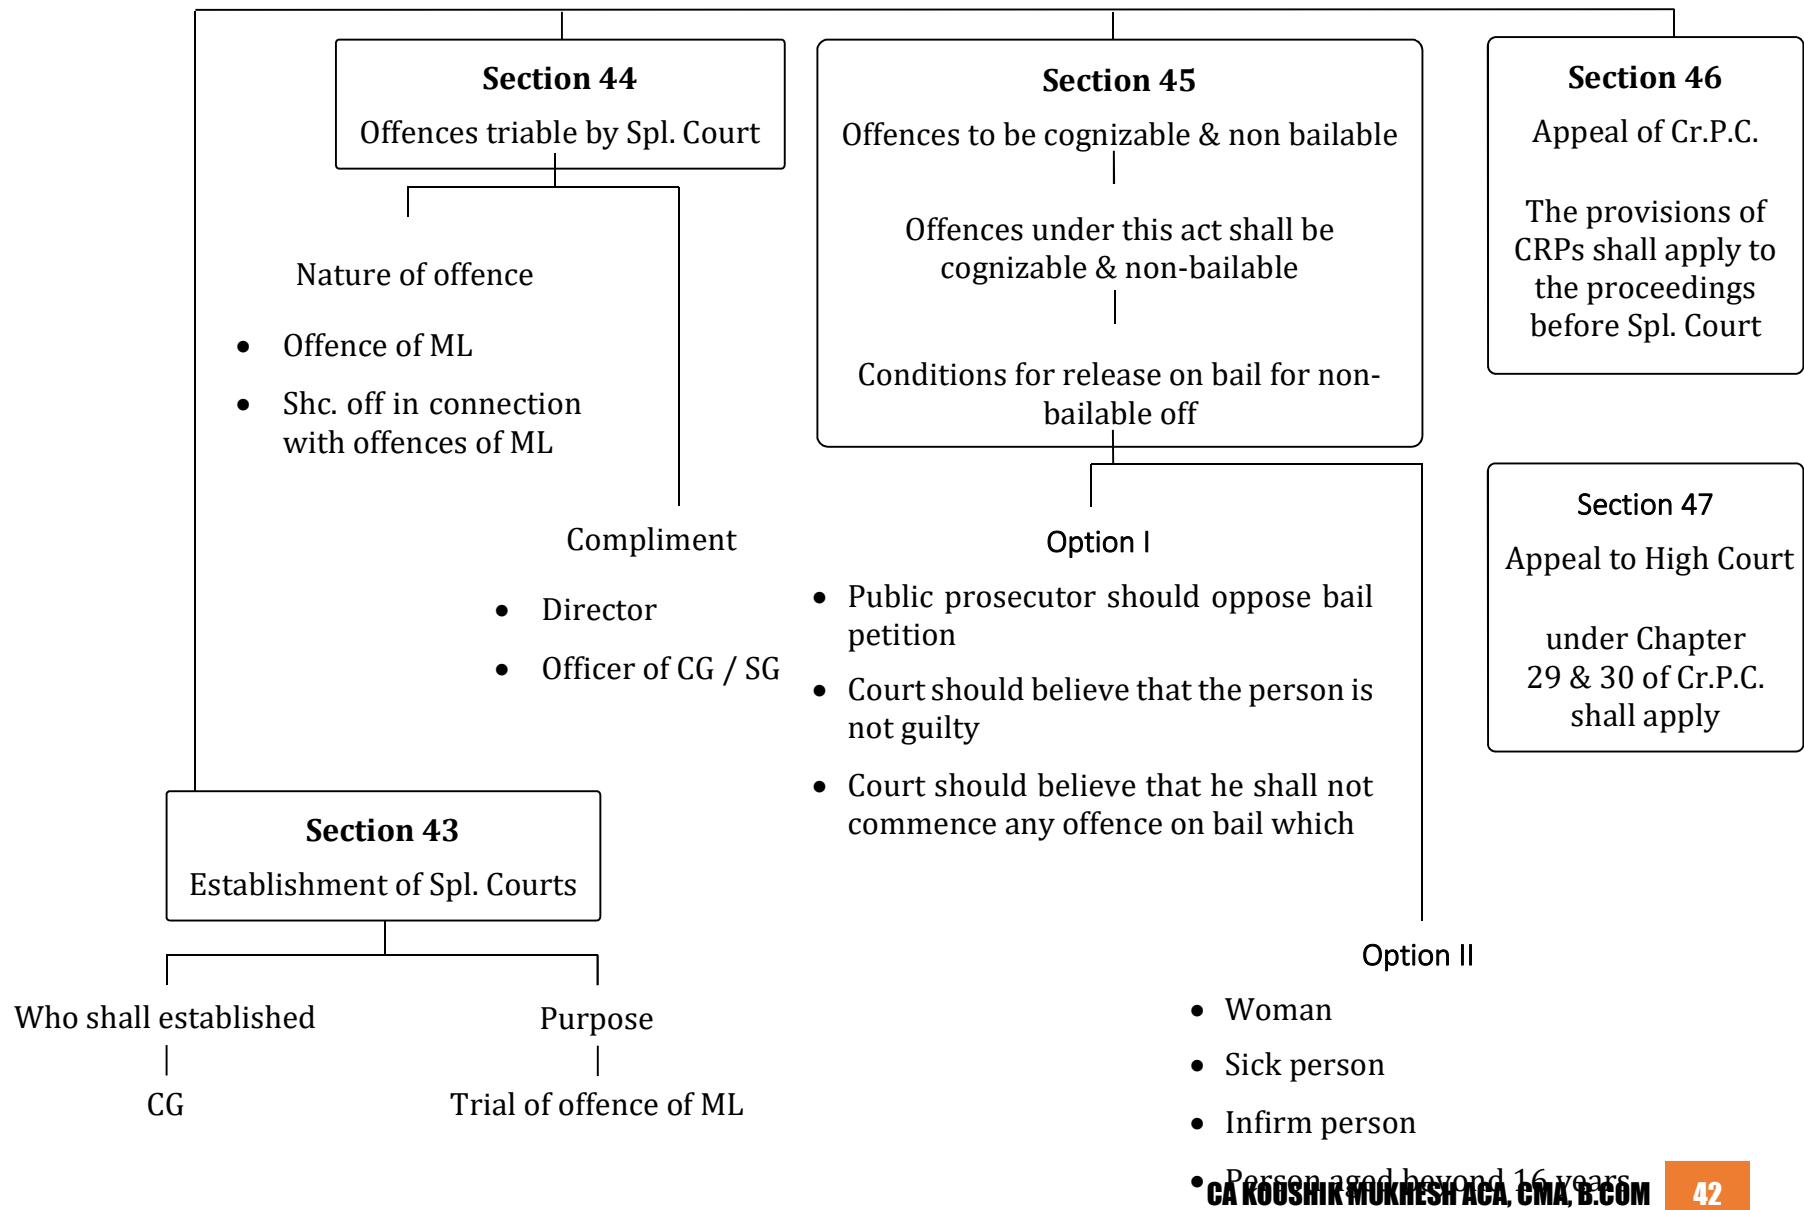 Section 44
Offences triable by Spl. Court
Nature of offence
• Offence of ML
• Shc. off in connection
with offences of ML
Compliment
• Director
• Officer of CG / SG
Section 45
Offences to be cognizable & non bailable
Offences under this act shall be
cognizable & non-bailable
Conditions for release on bail for non-
bailable off
Option I
• Public prosecutor should oppose bail
petition
• Court should believe that the person is
not guilty
• Court should believe that he shall not
commence any offence on bail which
Option II
• Woman
• Sick person
• Infirm person
• Person aged beyond 16 years
Section 46
Appeal of Cr.P.C.
The provisions of
CRPs shall apply to
the proceedings
before Spl. Court
Section 47
Appeal to High Court
under Chapter
29 & 30 of Cr.P.C.
shall apply
Section 43
Establishment of Spl. Courts
Who shall established
CG
Purpose
Trial of offence of ML
CA KOUSHIK MUKHESH ACA, CMA, B.COM
42